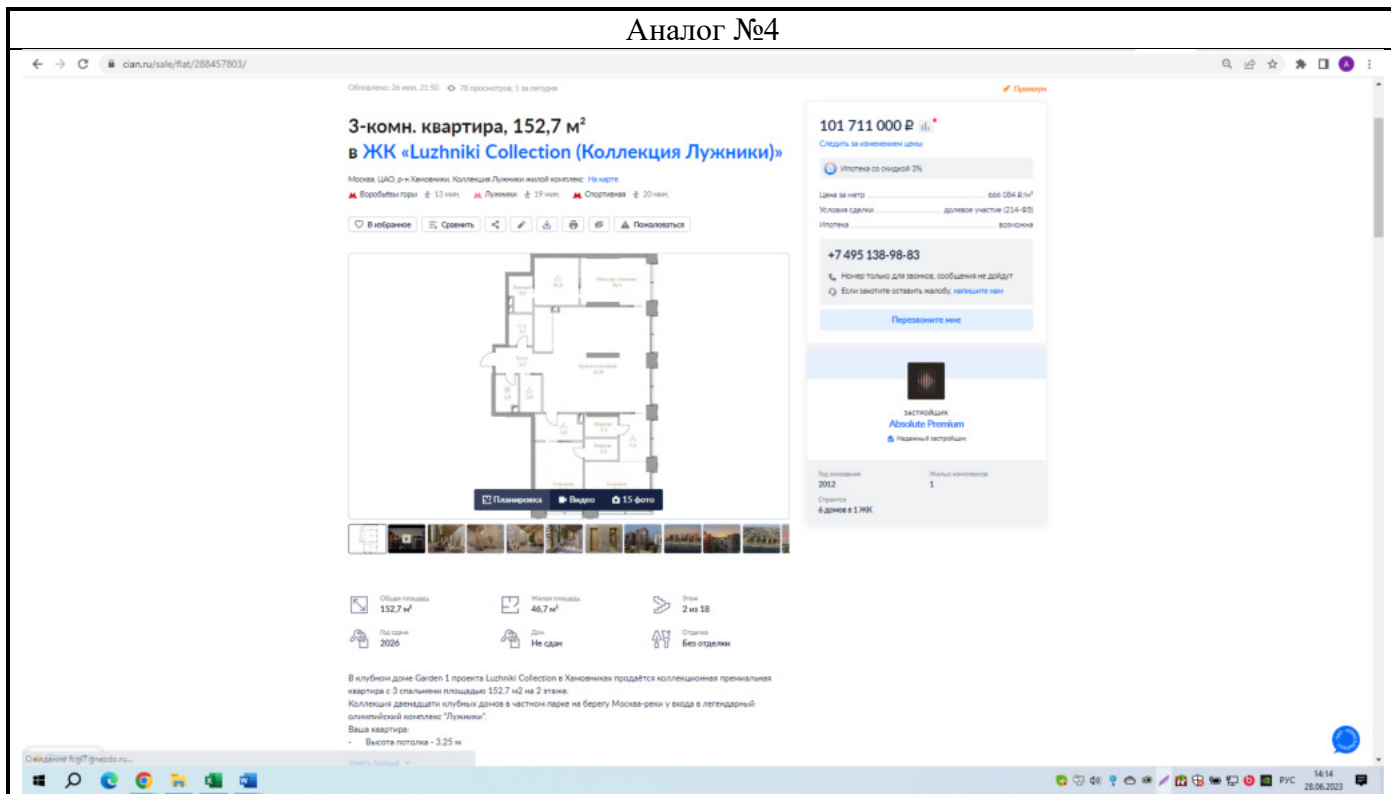 Аналог №4
cian.ru/sale/flat/288457803/
Обновлено: 26 июн, 21:50 78 просмотров, 1 за сегодня
Премиум
3-комн. квартира, 152,7 м²
в ЖК «Luzhniki Collection (Коллекция Лужники)»
Москва, ЦАО, р-н Хамовники, Коллекция Лужники жилой комплекс На карте
Воробьёвы горы 13 мин. Лужники 19 мин. Спортивная 20 мин.
В избранное Сравнить Пожаловаться
101 711 000 ₽
Следить за изменением цены
Ипотека со скидкой 3%
Цена за метр 666 084 ₽/м²
Условия сделки долевое участие (214-ФЗ)
Ипотека возможна
+7 495 138-98-83
Номер только для звонков, сообщения не дойдут
Если захотите оставить жалобу, напишите нам
Перезвоните мне
ЗАСТРОЙЩИК
Absolute Premium
Надежный застройщик
Год основания Жилых комплексов
2012 1
Строится
6 домов в 1 ЖК
Планировка Видео 15 фото
Общая площадь Жилая площадь Этаж
152,7 м² 46,7 м² 2 из 18
Год сдачи Дом Отделка
2026 Не сдан Без отделки
В клубном доме Garden 1 проекта Luzhniki Collection в Хамовниках продаётся коллекционная премиальная
квартира с 3 спальнями площадью 152,7 м2 на 2 этаже.
Коллекция двенадцати клубных домов в частном парке на берегу Москва-реки у входа в легендарный
олимпийский комплекс "Лужники".
Ваша квартира:
- Высота потолка - 3,25 м
Узнать больше
РУС
14:14
28.06.2023